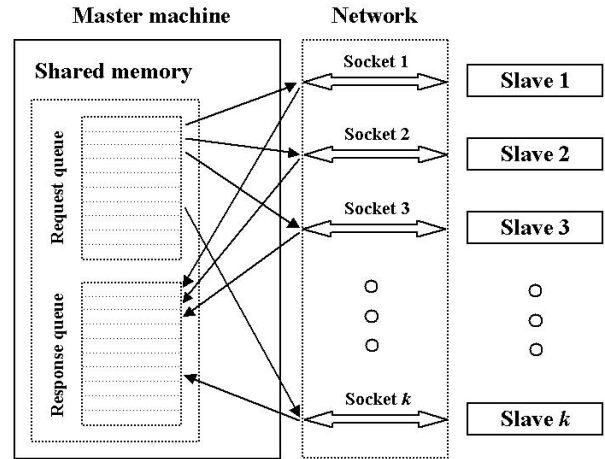 Master machine
Network
Shared memory
Request queue
Response queue
Socket 1
Slave 1
Socket 2
Slave 2
Socket 3
Slave 3
Socket k
Slave k